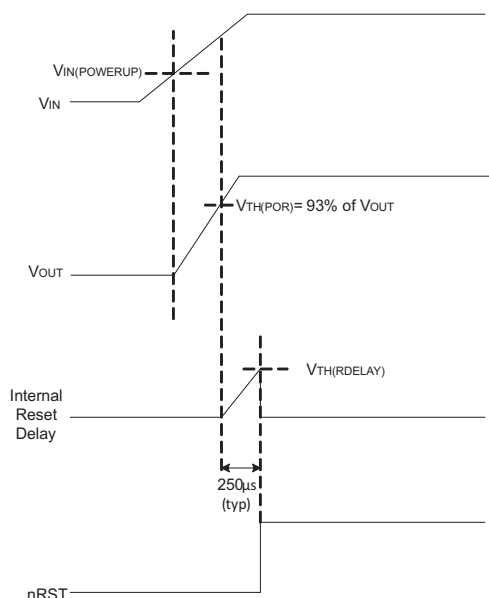 VIN(POWERUP)
VIN
VTH(POR)= 93% of VOUT
VOUT
VTH(RDELAY)
Internal
Reset
Delay
250µs
(typ)
nRST